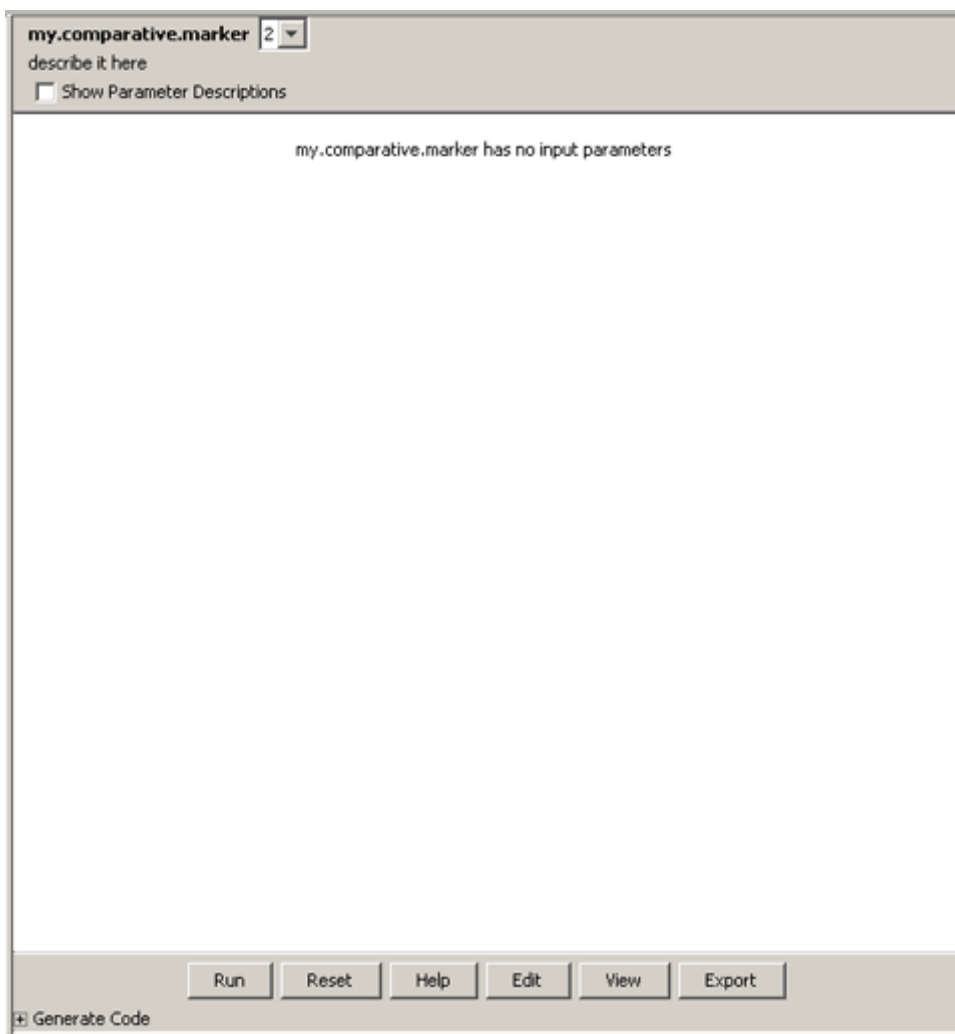 my.comparative.marker 2
describe it here
Show Parameter Descriptions
my.comparative.marker has no input parameters
Run Reset Help Edit View Export
Generate Code